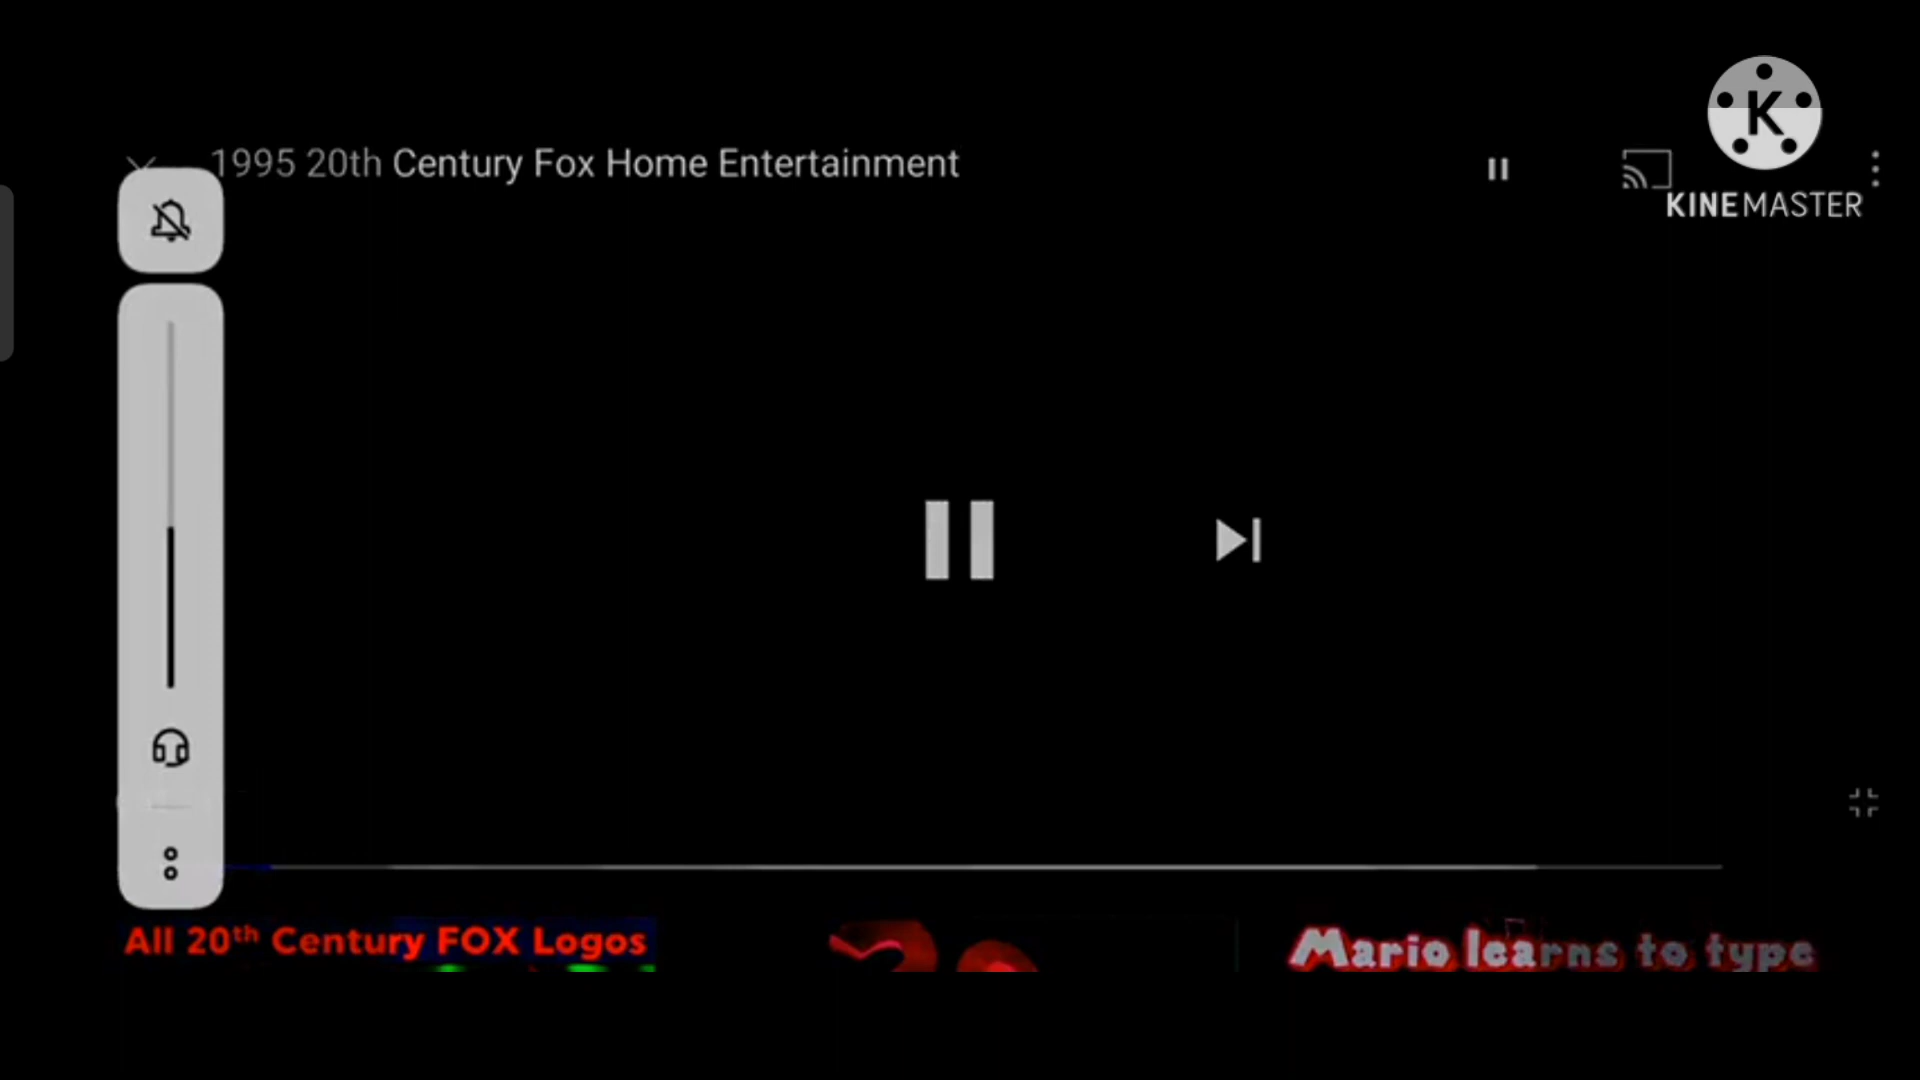 1995 20th Century Fox Home Entertainment
K
KINEMASTER
All 20th Century FOX Logos
Mario learns to type